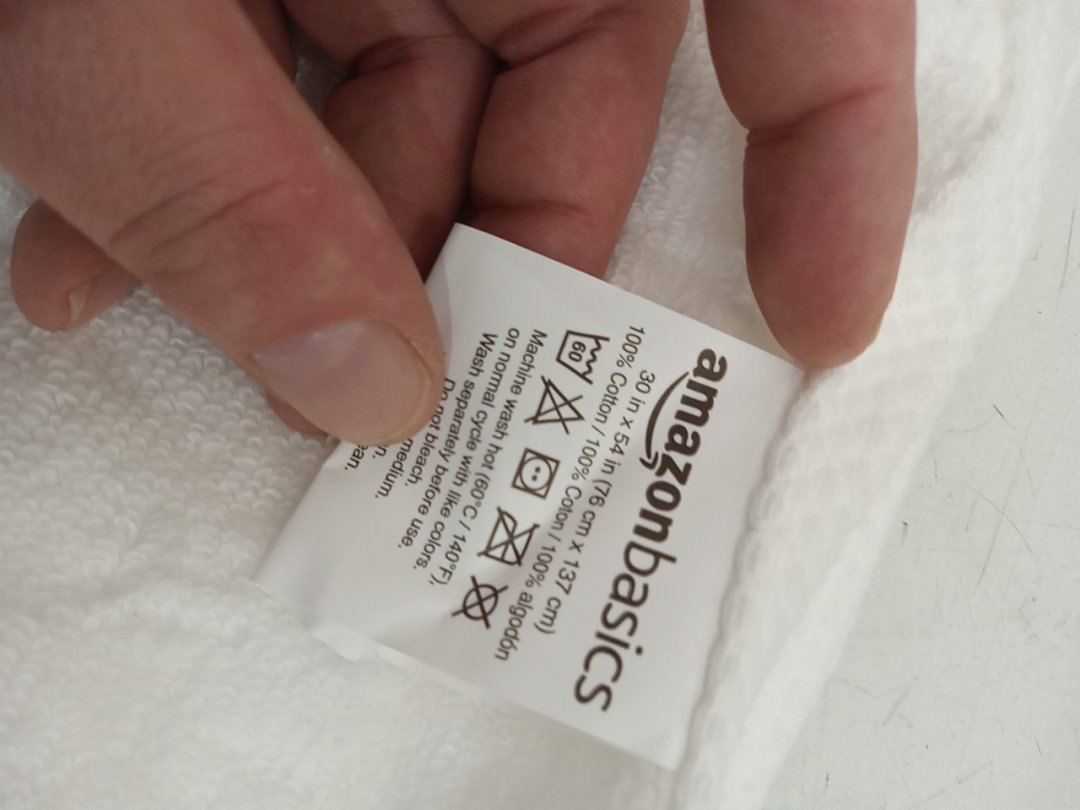 amazonbasics
30 in x 54 in (76 cm x 137 cm)
100% Cotton / 100% Coton / 100% algodón
60
Machine wash hot (60°C / 140°F),
on normal cycle with like colors.
Wash separately before use.
Do not bleach.
medium.